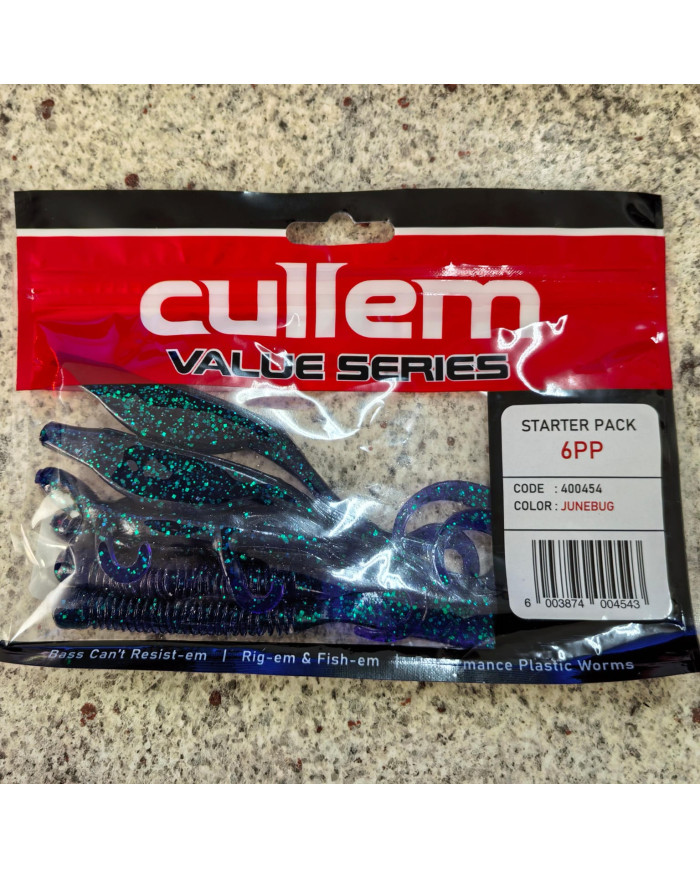 cullem
VALUE SERIES
STARTER PACK
6PP
CODE : 400454
COLOR : JUNEBUG
6 003874 004543
Bass Can't Resist-em | Rig-em & Fish-em mance Plastic Worms